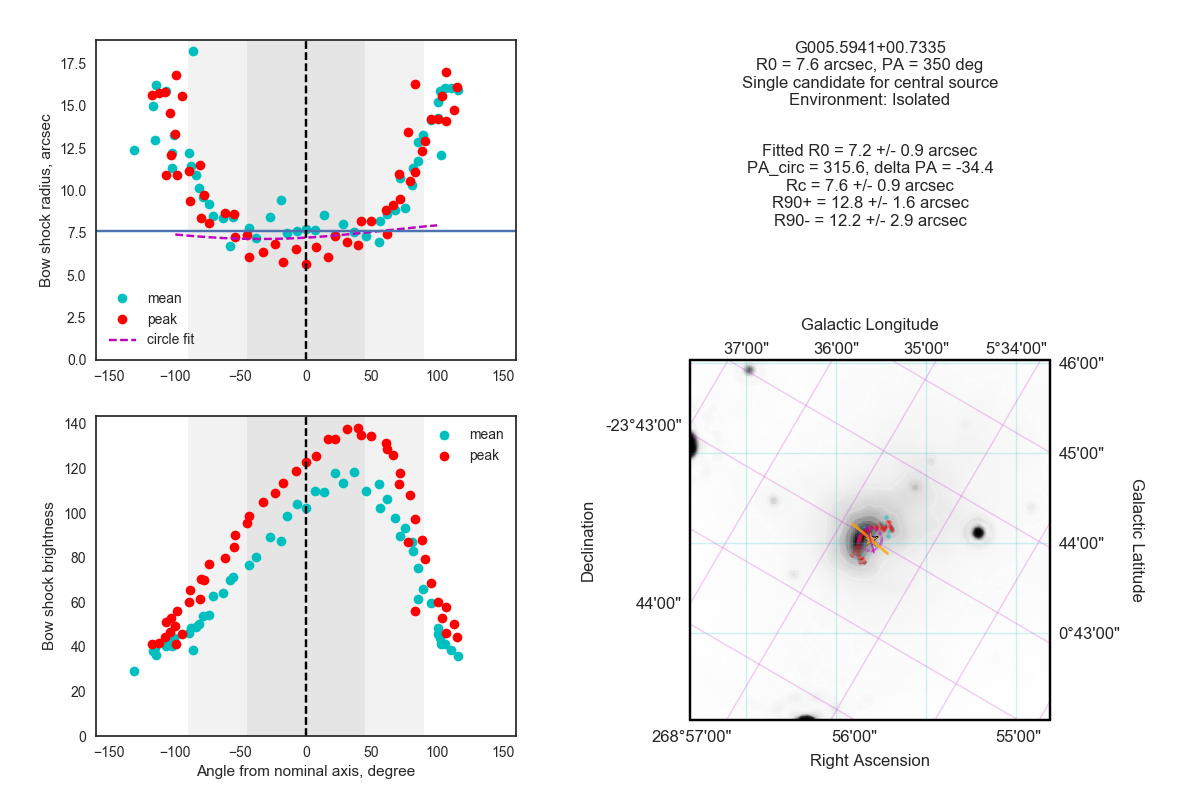 17.5
15.0
12.5
10.0
7.5
5.0
2.5
0.0
Bow shock radius, arcsec
mean
peak
circle fit
−150 −100 −50 0 50 100 150
140
120
100
80
60
40
20
0
Bow shock brightness
mean
peak
−150 −100 −50 0 50 100 150
Angle from nominal axis, degree
G005.5941+00.7335
R0 = 7.6 arcsec, PA = 350 deg
Single candidate for central source
Environment: Isolated
Fitted R0 = 7.2 +/- 0.9 arcsec
PA_circ = 315.6, delta PA = -34.4
Rc = 7.6 +/- 0.9 arcsec
R90+ = 12.8 +/- 1.6 arcsec
R90- = 12.2 +/- 2.9 arcsec
Galactic Longitude
37'00" 36'00" 35'00" 5°34'00"
46'00"
45'00"
44'00"
0°43'00"
Galactic Latitude
-23°43'00"
44'00"
Declination
268°57'00" 56'00" 55'00"
Right Ascension